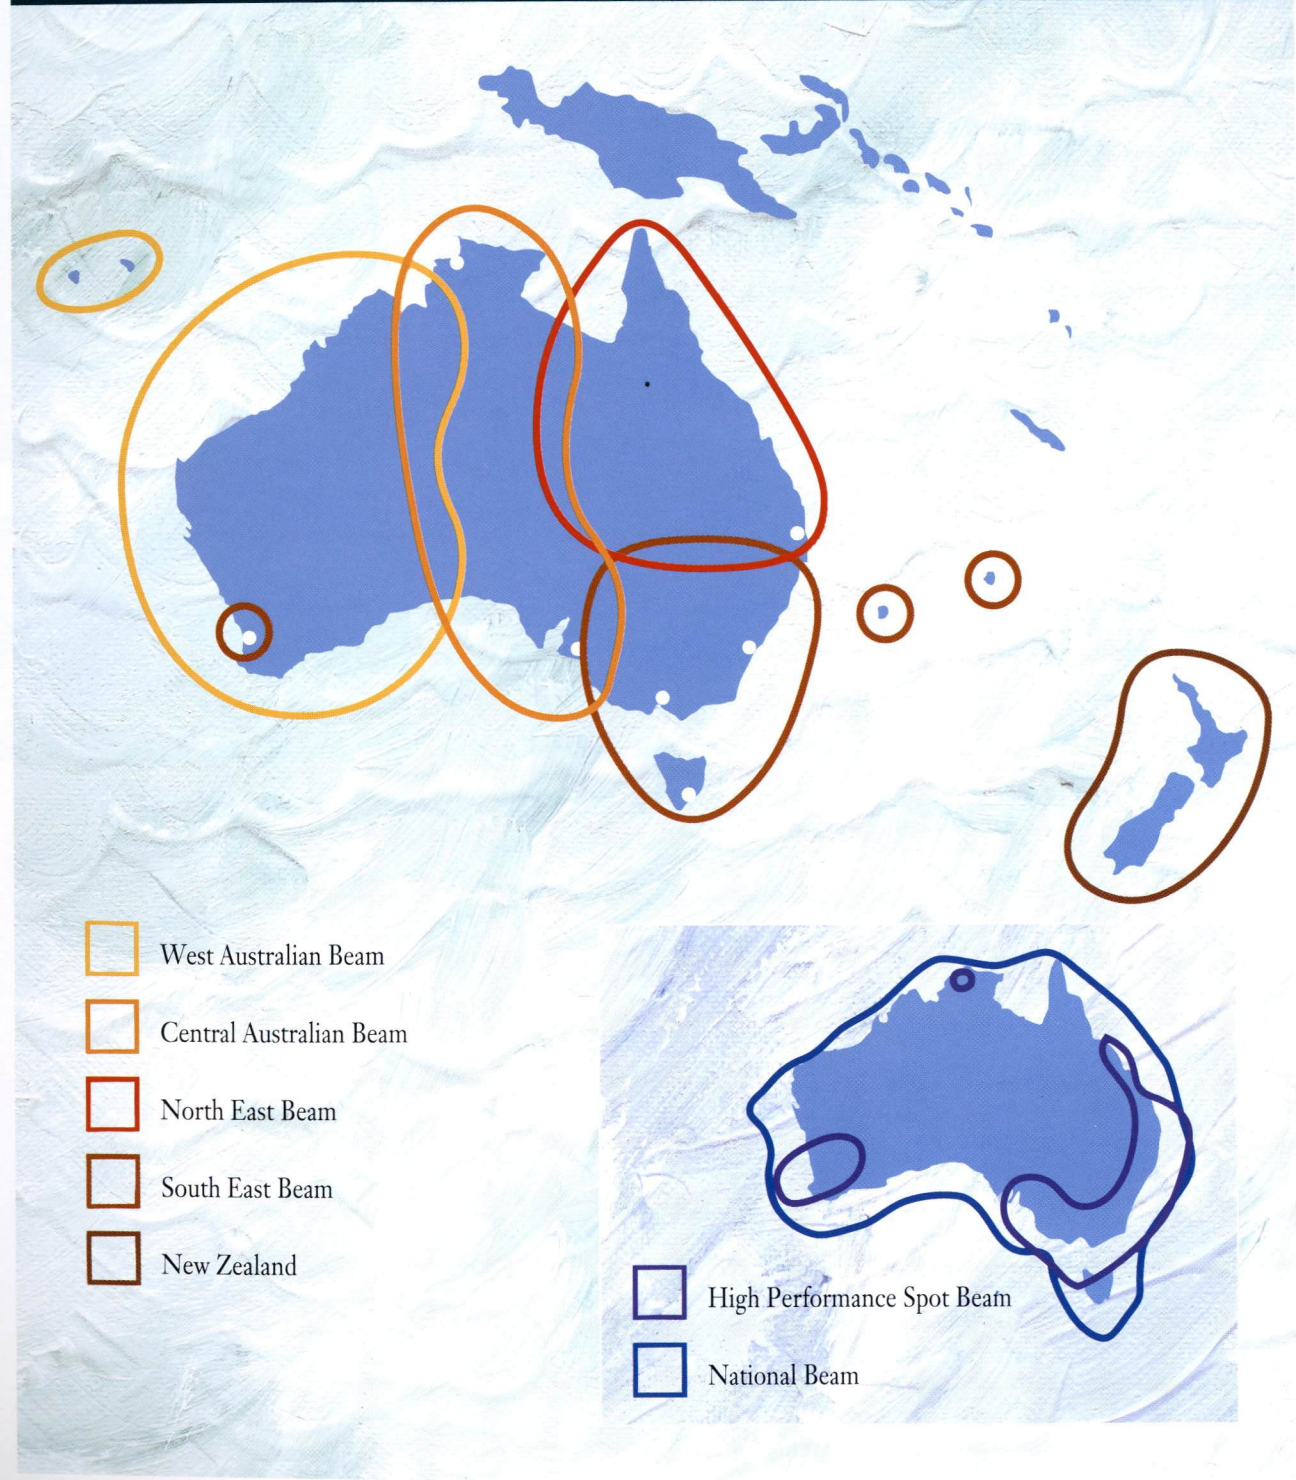 West Australian Beam
Central Australian Beam
North East Beam
South East Beam
New Zealand
High Performance Spot Beam
National Beam